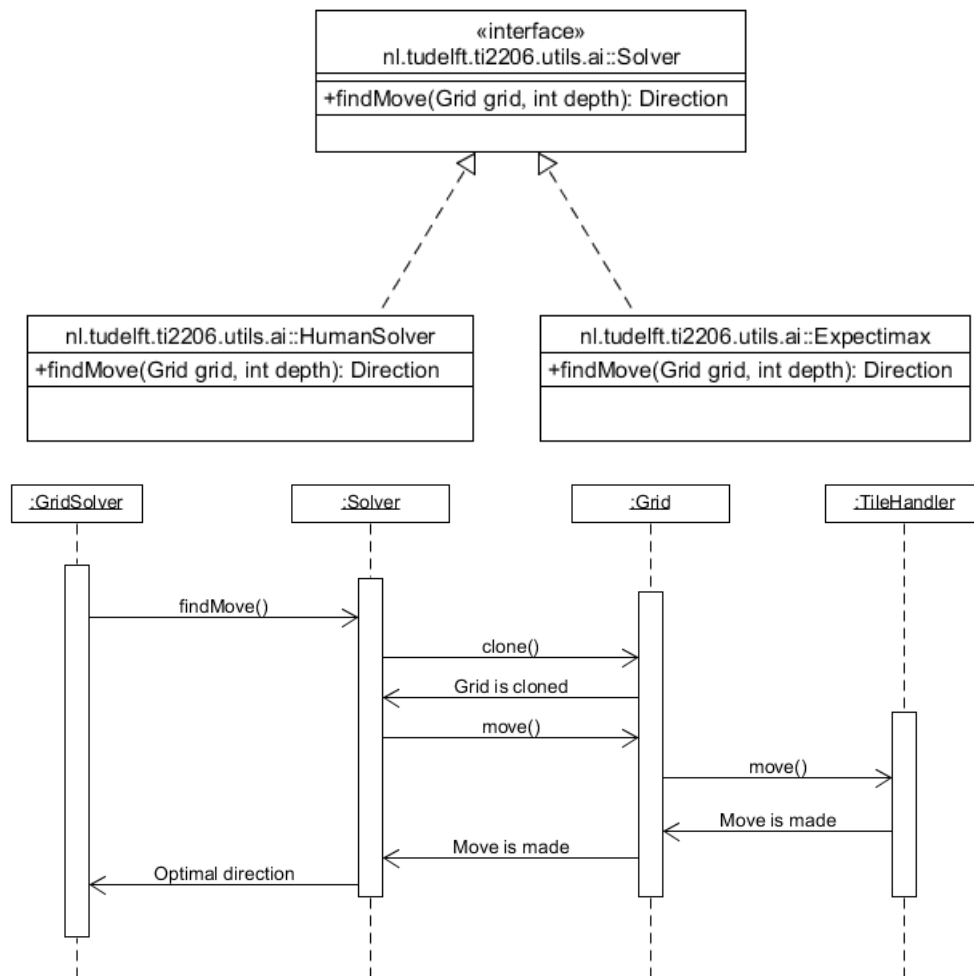 «interface»
nl.tudelft.ti2206.utils.ai::Solver
+findMove(Grid grid, int depth): Direction
nl.tudelft.ti2206.utils.ai::HumanSolver
+findMove(Grid grid, int depth): Direction
nl.tudelft.ti2206.utils.ai::Expectimax
+findMove(Grid grid, int depth): Direction
:GridSolver
:Solver
:Grid
:TileHandler
findMove()
clone()
Grid is cloned
move()
move()
Move is made
Move is made
Optimal direction